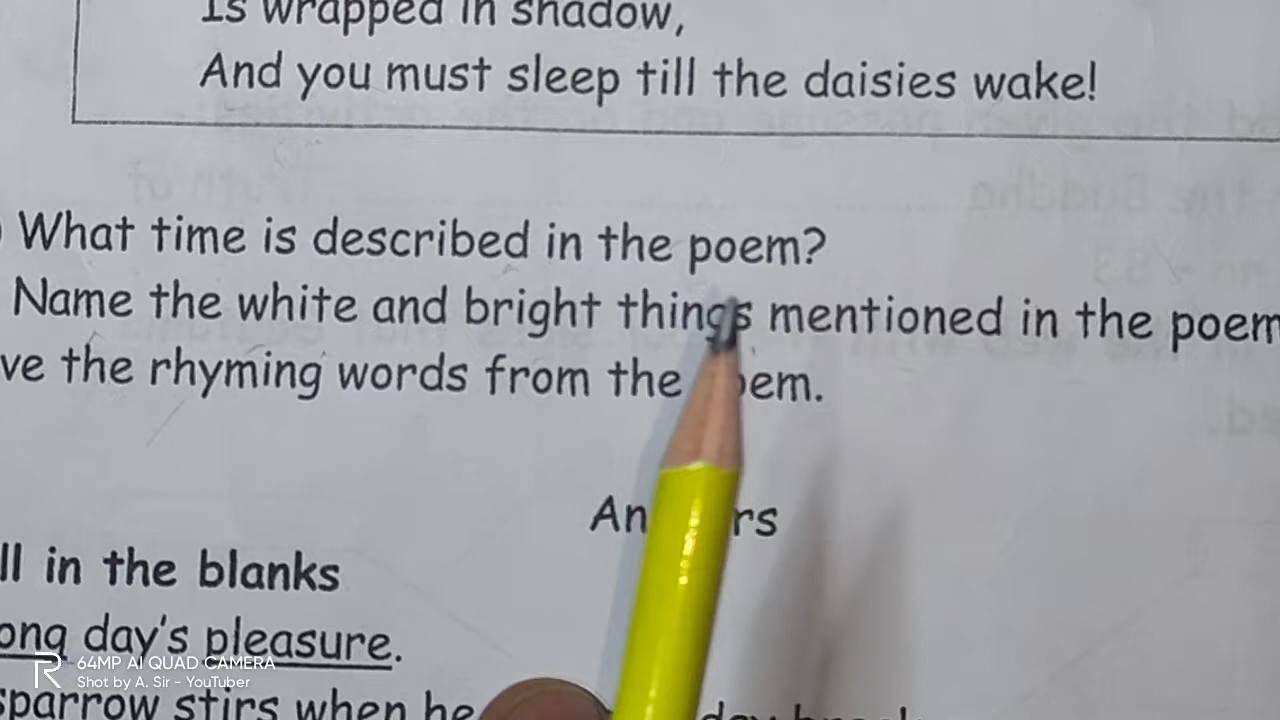 Is wrapped in shadow,
And you must sleep till the daisies wake!
What time is described in the poem?
Name the white and bright things mentioned in the poem
ve the rhyming words from the poem.
Answers
ll in the blanks
ong day's pleasure.
sparrow stirs when he
64MP AI QUAD CAMERA
Shot by A. Sir - YouTuber